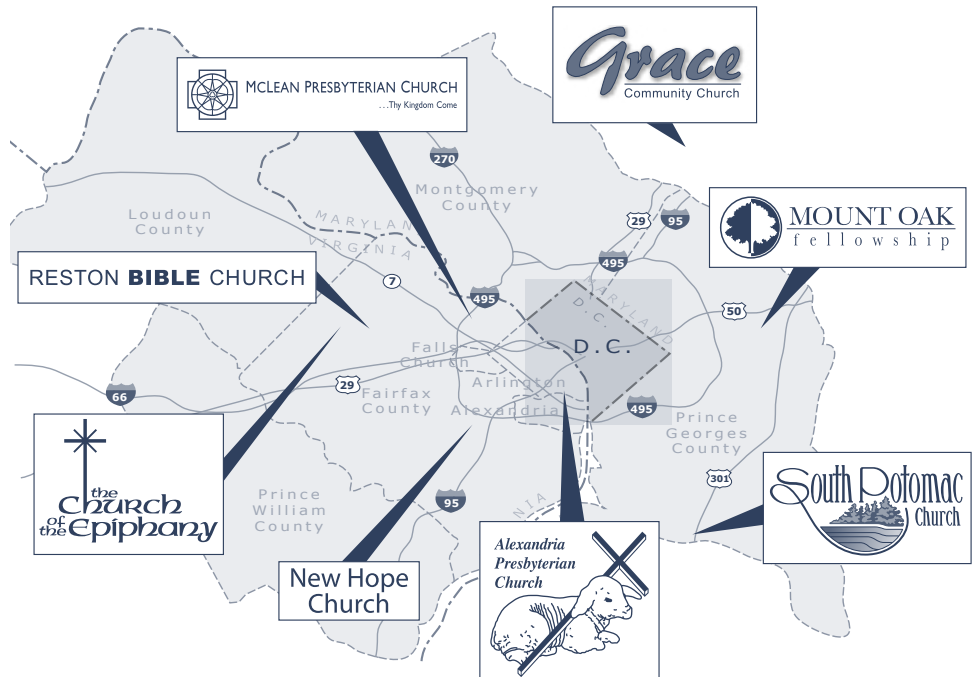 Grace
Community Church
McLean Presbyterian Church
...Thy Kingdom Come
270
Montgomery
County
Loudoun
County
MARYLAN
VIRGINIA
29
95
MOUNT OAK
fellowship
RESTON BIBLE CHURCH
7
495
495
MARYLAND
D.C.
50
D.C.
Falls
Church
29
66
Fairfax
County
Arlington
Alexandria
495
Prince
Georges
County
the
Church
of
the Epiphany
301
South Potomac
Church
Prince
William
County
95
NIA
New Hope
Church
Alexandria
Presbyterian
Church